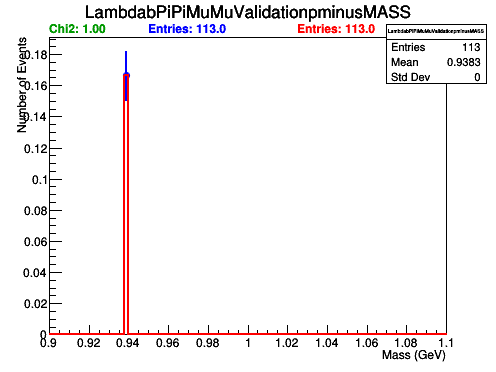 LambdabPiPiMuMuValidationpminusMASS
Chi2: 1.00 Entries: 113.0 Entries: 113.0
LambdabPiPiMuMuValidationpminusMASS
Entries 113
Mean 0.9383
Std Dev 0
Number of Events
0.18
0.16
0.14
0.12
0.1
0.08
0.06
0.04
0.02
0
0.9 0.92 0.94 0.96 0.98 1 1.02 1.04 1.06 1.08 1.1
Mass (GeV)